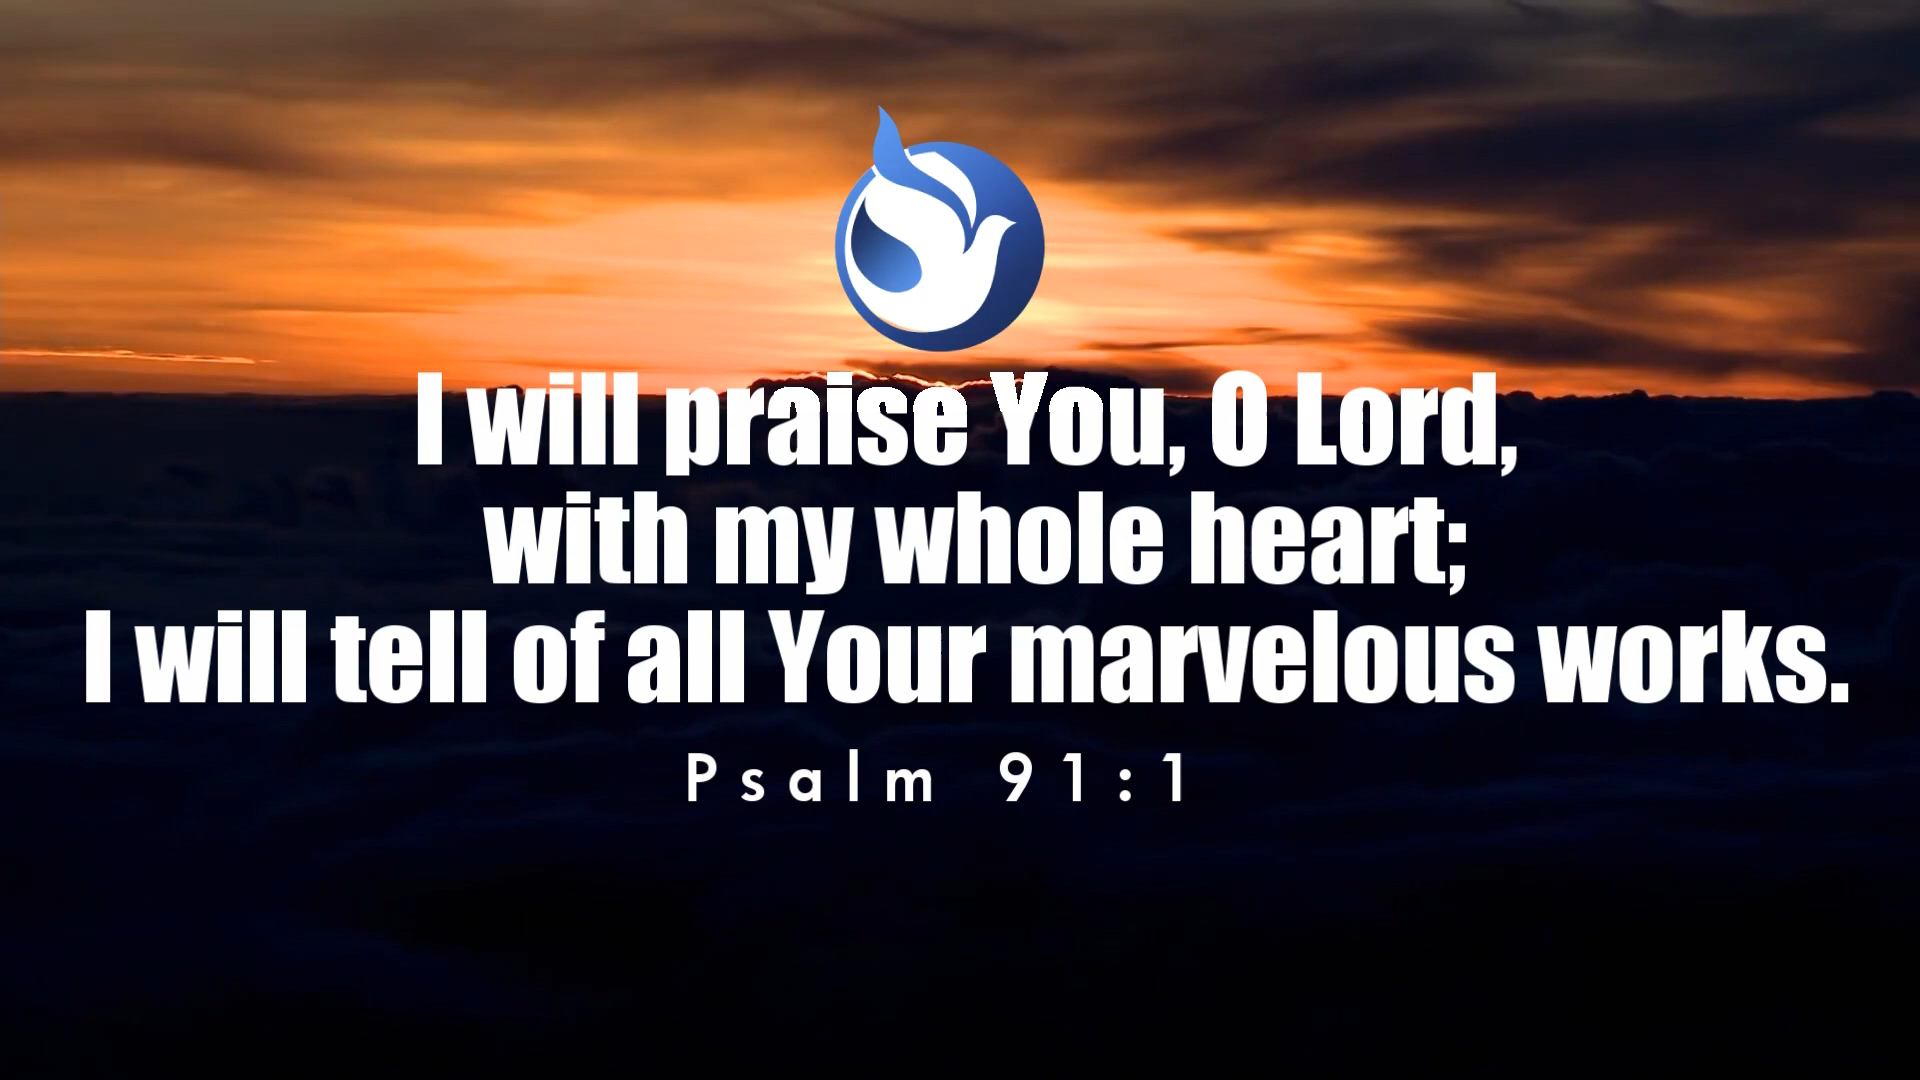 I will praise You, O Lord,
with my whole heart;
I will tell of all Your marvelous works.
Psalm 91:1